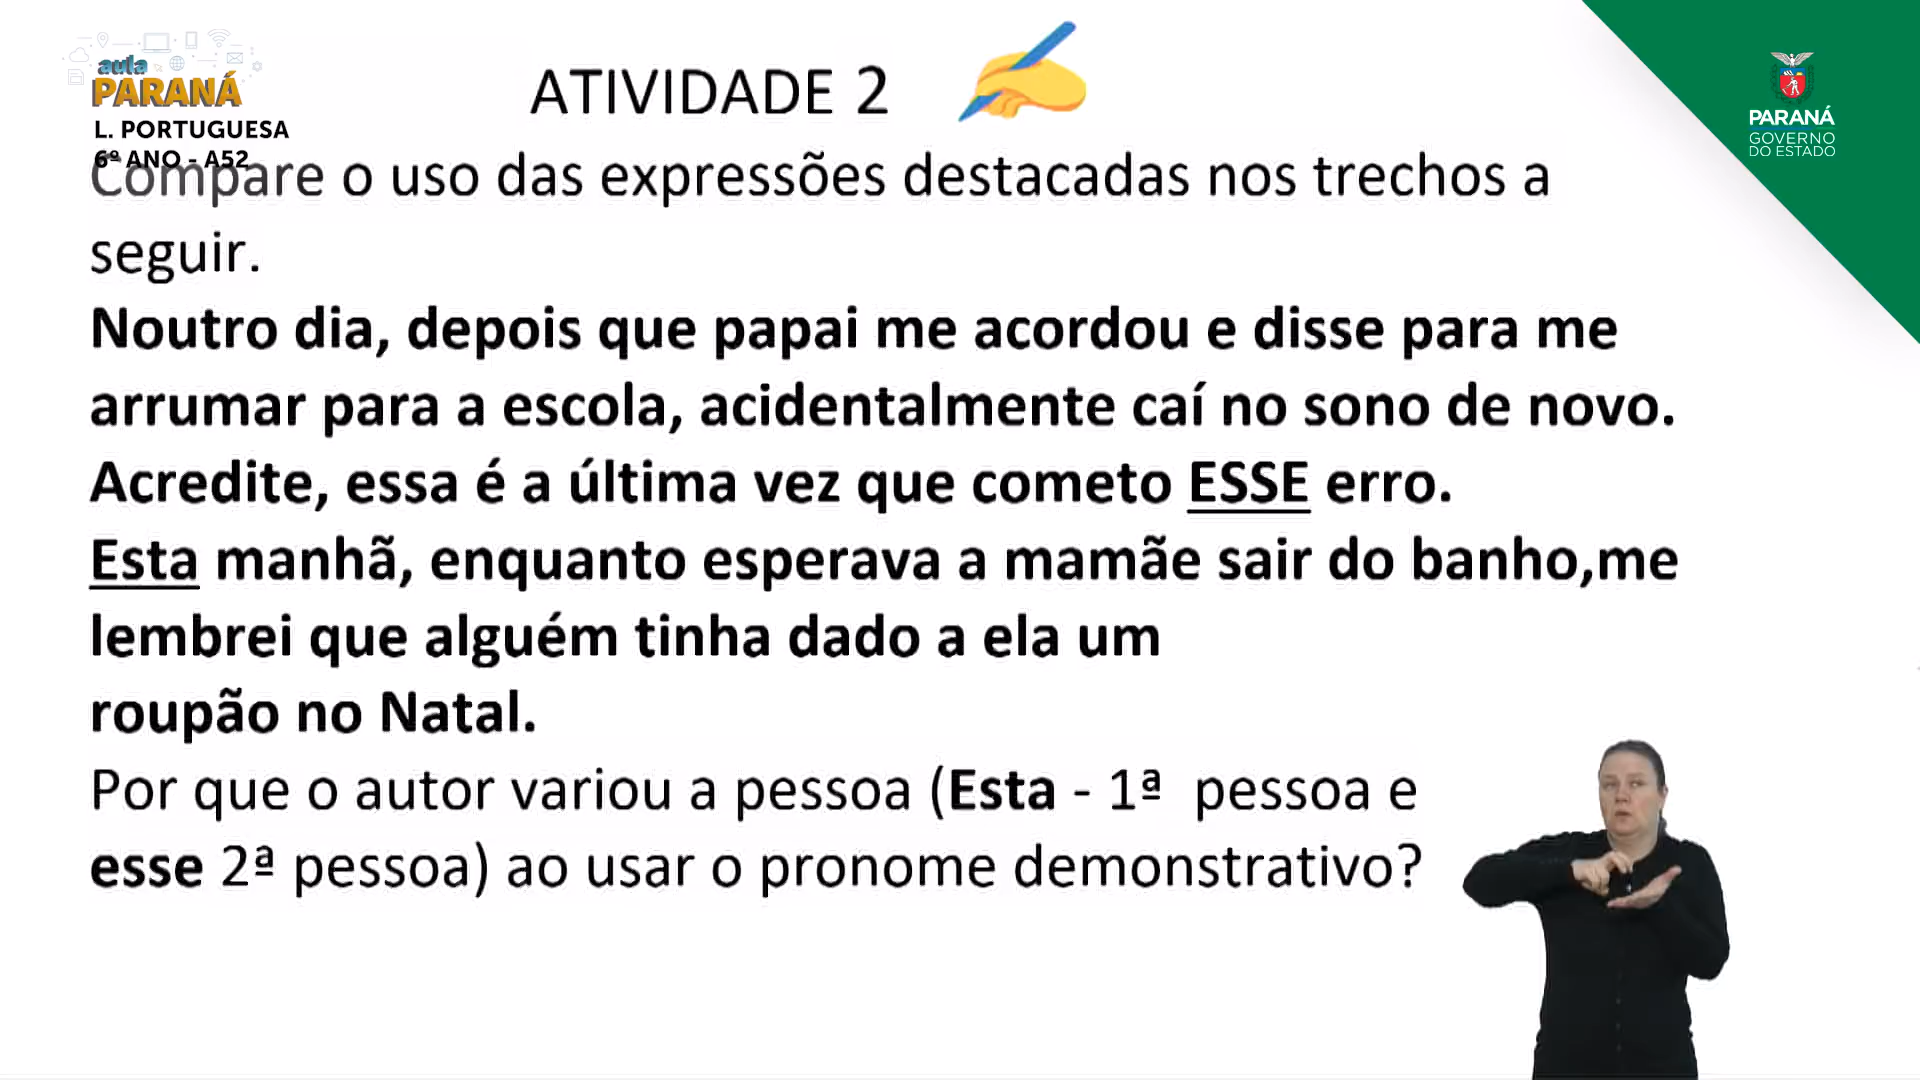 aula
PARANÁ
L. PORTUGUESA
6º ANO - A52
ATIVIDADE 2
PARANÁ
GOVERNO
DO ESTADO
Compare o uso das expressões destacadas nos trechos a
seguir.
Noutro dia, depois que papai me acordou e disse para me
arrumar para a escola, acidentalmente caí no sono de novo.
Acredite, essa é a última vez que cometo ESSE erro.
Esta manhã, enquanto esperava a mamãe sair do banho,me
lembrei que alguém tinha dado a ela um
roupão no Natal.
Por que o autor variou a pessoa (Esta - 1ª pessoa e
esse 2ª pessoa) ao usar o pronome demonstrativo?